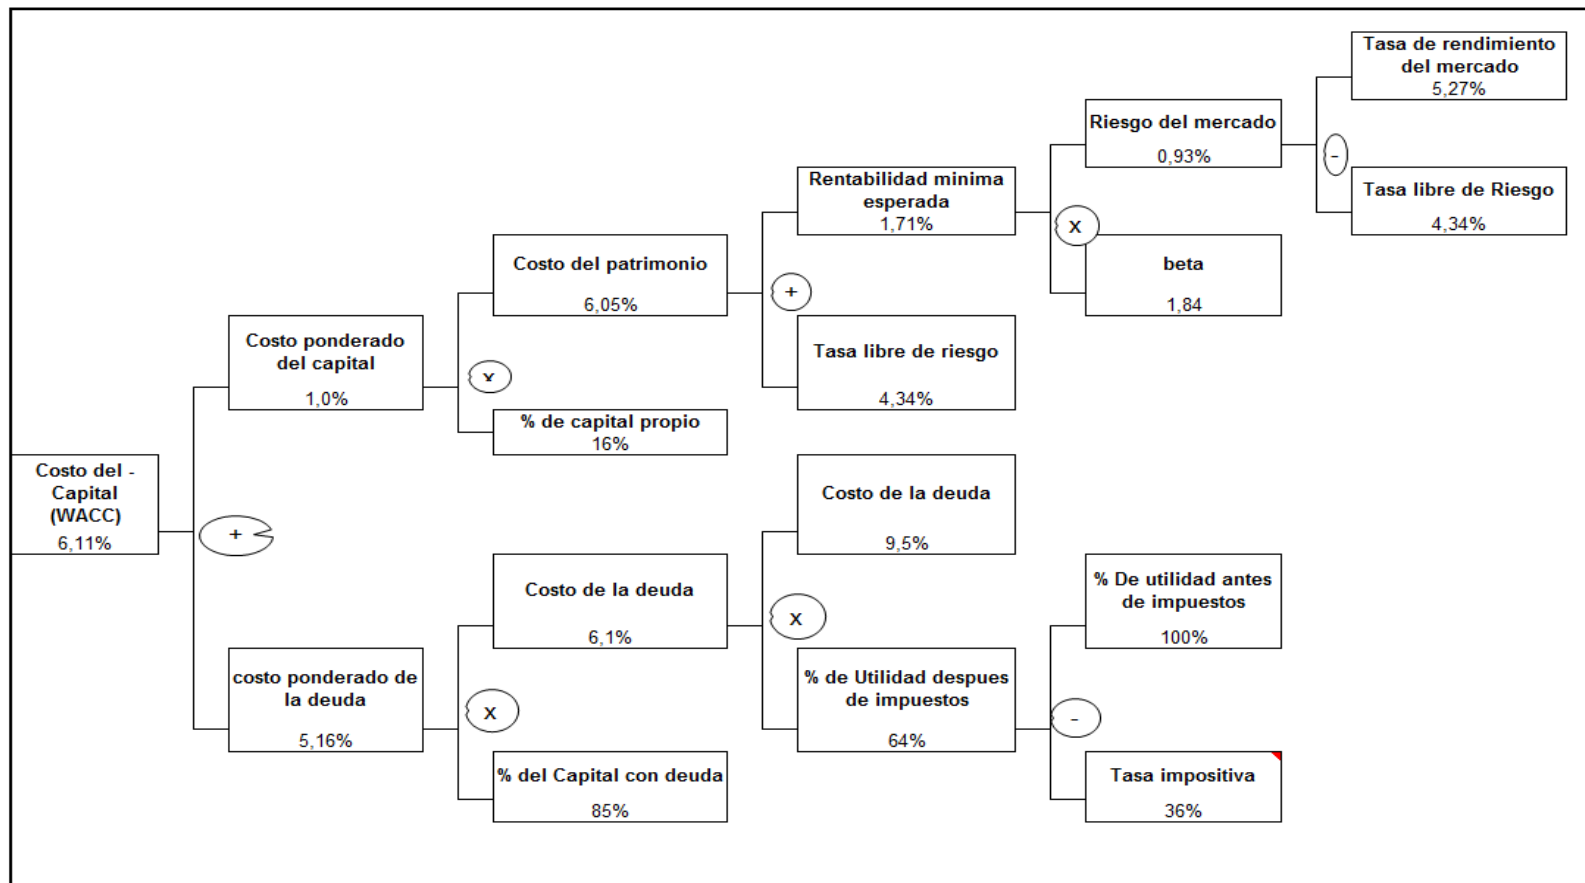 Tasa de rendimiento
del mercado
5,27%
Riesgo del mercado
0,93%
-
Tasa libre de Riesgo
4,34%
Rentabilidad minima
esperada
1,71%
x
beta
1,84
Costo del patrimonio
6,05%
+
Tasa libre de riesgo
4,34%
Costo ponderado
del capital
1,0%
x
% de capital propio
16%
Costo del -
Capital
(WACC)
6,11%
+
Costo de la deuda
9,5%
Costo de la deuda
6,1%
x
% De utilidad antes
de impuestos
100%
costo ponderado de
la deuda
5,16%
x
% de Utilidad despues
de impuestos
64%
-
% del Capital con deuda
85%
Tasa impositiva
36%